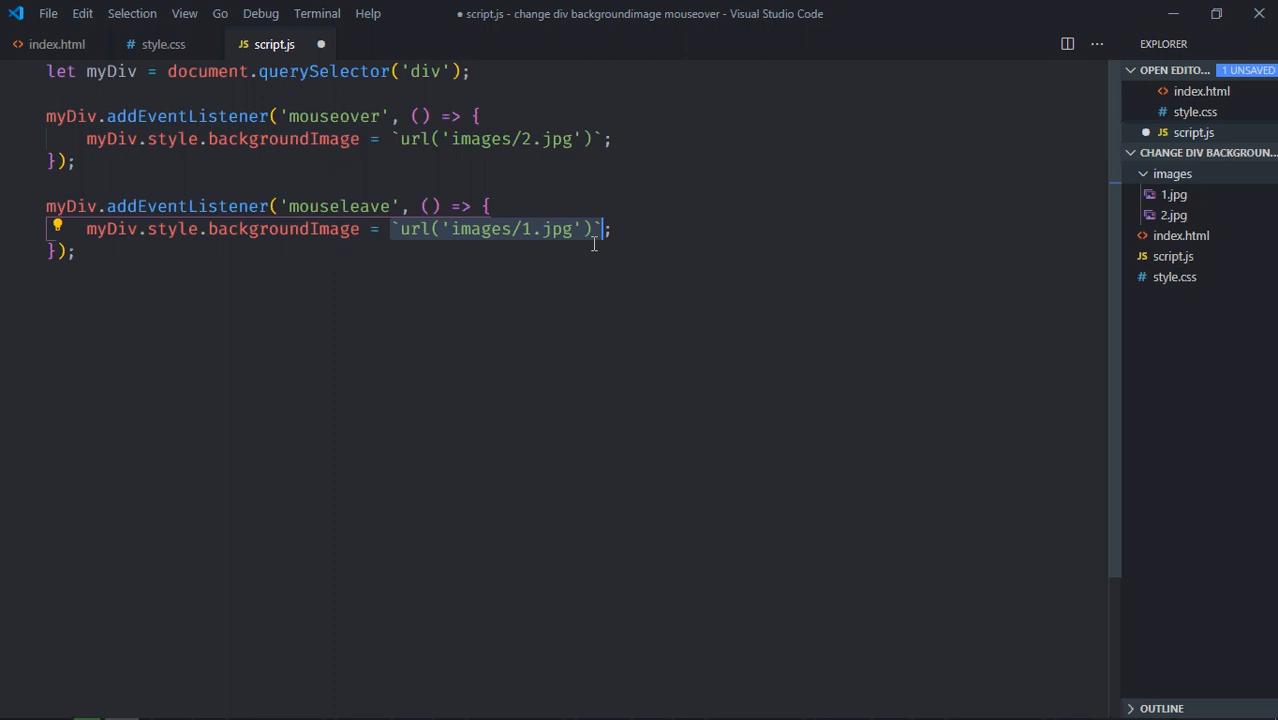 File Edit Selection View Go Debug Terminal Help ● script.js - change div backgroundimage mouseover - Visual Studio Code
<> index.html # style.css JS script.js ●
EXPLORER
let myDiv = document.querySelector('div');
myDiv.addEventListener('mouseover', () => {
myDiv.style.backgroundImage = `url('images/2.jpg')`;
});
myDiv.addEventListener('mouseleave', () => {
myDiv.style.backgroundImage = `url('images/1.jpg')`;
});
OPEN EDITO... 1 UNSAVED
<> index.html
# style.css
● JS script.js
CHANGE DIV BACKGROUN...
images
1.jpg
2.jpg
<> index.html
JS script.js
# style.css
OUTLINE